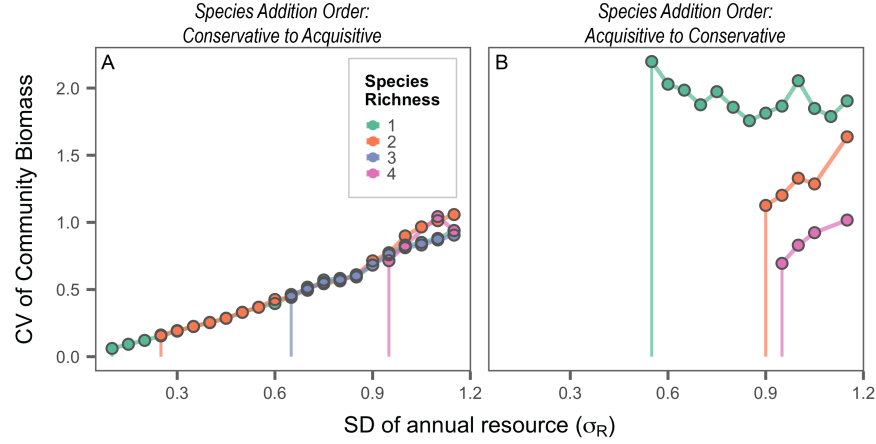 Species Addition Order:
Conservative to Acquisitive
Species Addition Order:
Acquisitive to Conservative
A
B
Species
Richness
1
2
3
4
CV of Community Biomass
2.0
1.5
1.0
0.5
0.0
0.3
0.6
0.9
1.2
0.3
0.6
0.9
1.2
SD of annual resource (σR)